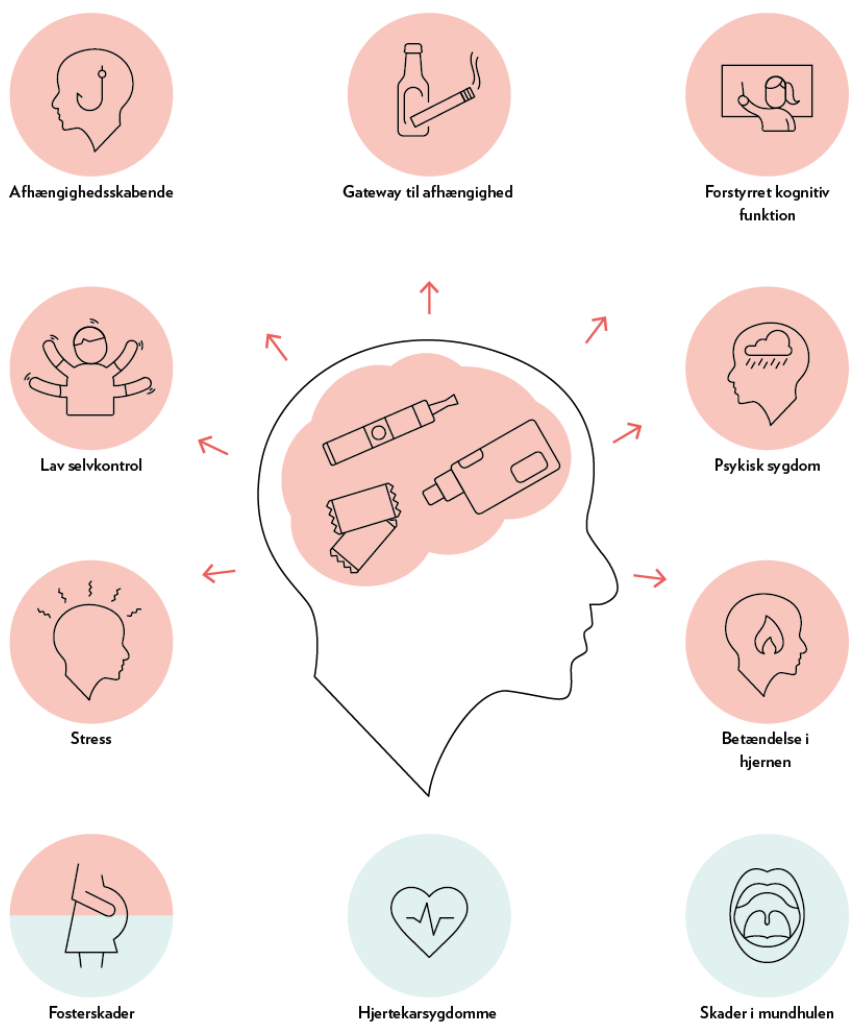 Afhængighedsskabende
Gateway til afhængighed
Forstyrret kognitiv
funktion
Lav selvkontrol
Psykisk sygdom
Stress
Betændelse i
hjernen
Fosterskader
Hjertekarsygdomme
Skader i mundhulen